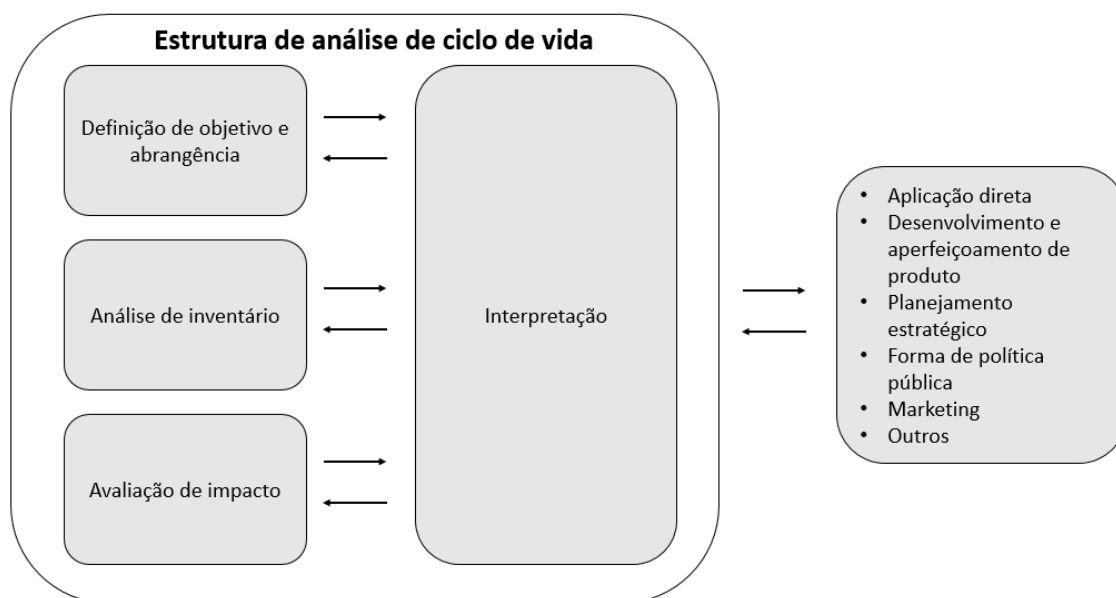 Estrutura de análise de ciclo de vida
Definição de objetivo e
abrangência
Análise de inventário
Avaliação de impacto
Interpretação
• Aplicação direta
• Desenvolvimento e
aperfeiçoamento de
produto
• Planejamento
estratégico
• Forma de política
pública
• Marketing
• Outros